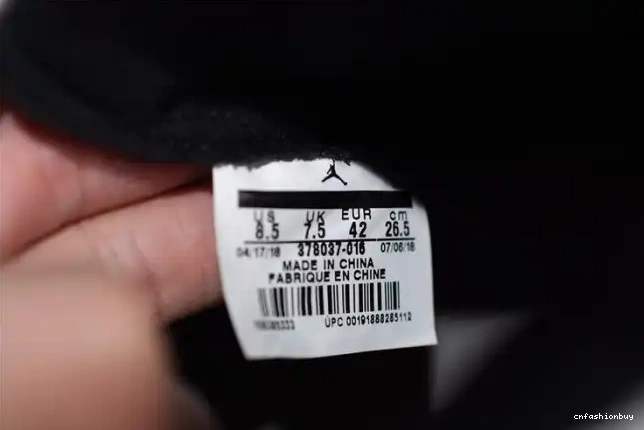 US UK EUR cm
8.5 7.5 42 26.5
04/17/18 378037-016 07/06/18
MADE IN CHINA
FABRIQUE EN CHINE
UPC 00191888285112
cnfashionbuy